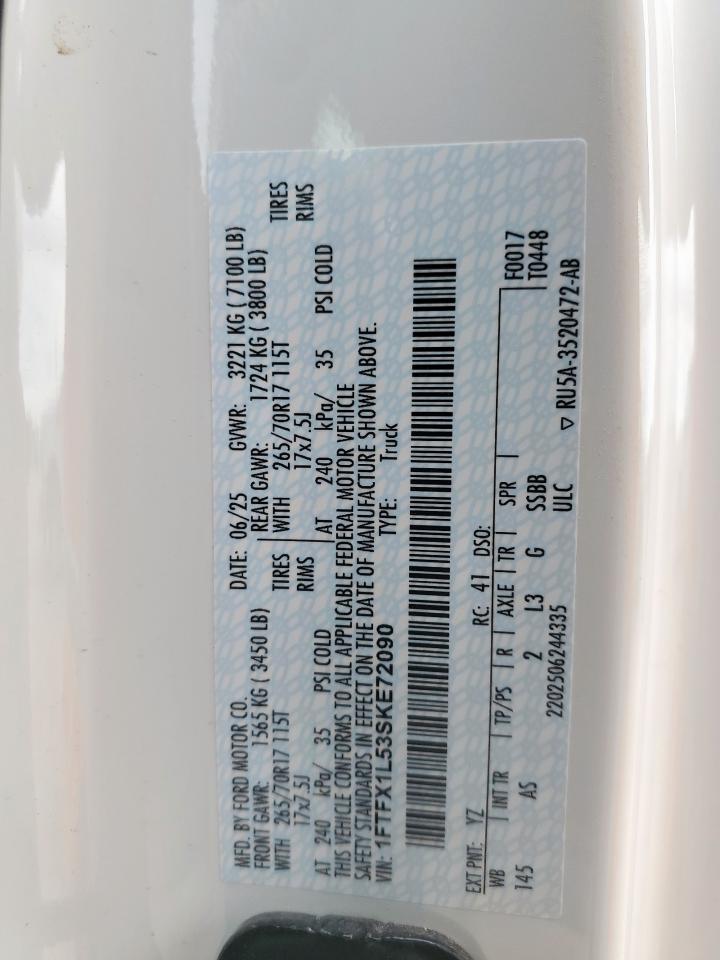 MFD. BY FORD MOTOR CO.
DATE: 06/25 GVWR: 3221 KG ( 7100 LB)
FRONT GAWR: 1565 KG ( 3450 LB) REAR GAWR: 1724 KG ( 3800 LB)
WITH 265/70R17 115T TIRES WITH 265/70R17 115T TIRES
17x7.5J RIMS 17x7.5J RIMS
AT 240 kPa/ 35 PSI COLD AT 240 kPa/ 35 PSI COLD
THIS VEHICLE CONFORMS TO ALL APPLICABLE FEDERAL MOTOR VEHICLE
SAFETY STANDARDS IN EFFECT ON THE DATE OF MANUFACTURE SHOWN ABOVE.
VIN: 1FTFX1L53SKE72090 TYPE: Truck
EXT PNT: YZ RC: 41 DSO:
WB INT TR TP/PS R AXLE TR SPR F0017
145 AS 2 L3 G SSBB T0448
2202506244335 ULC ▽ RU5A-3520472-AB